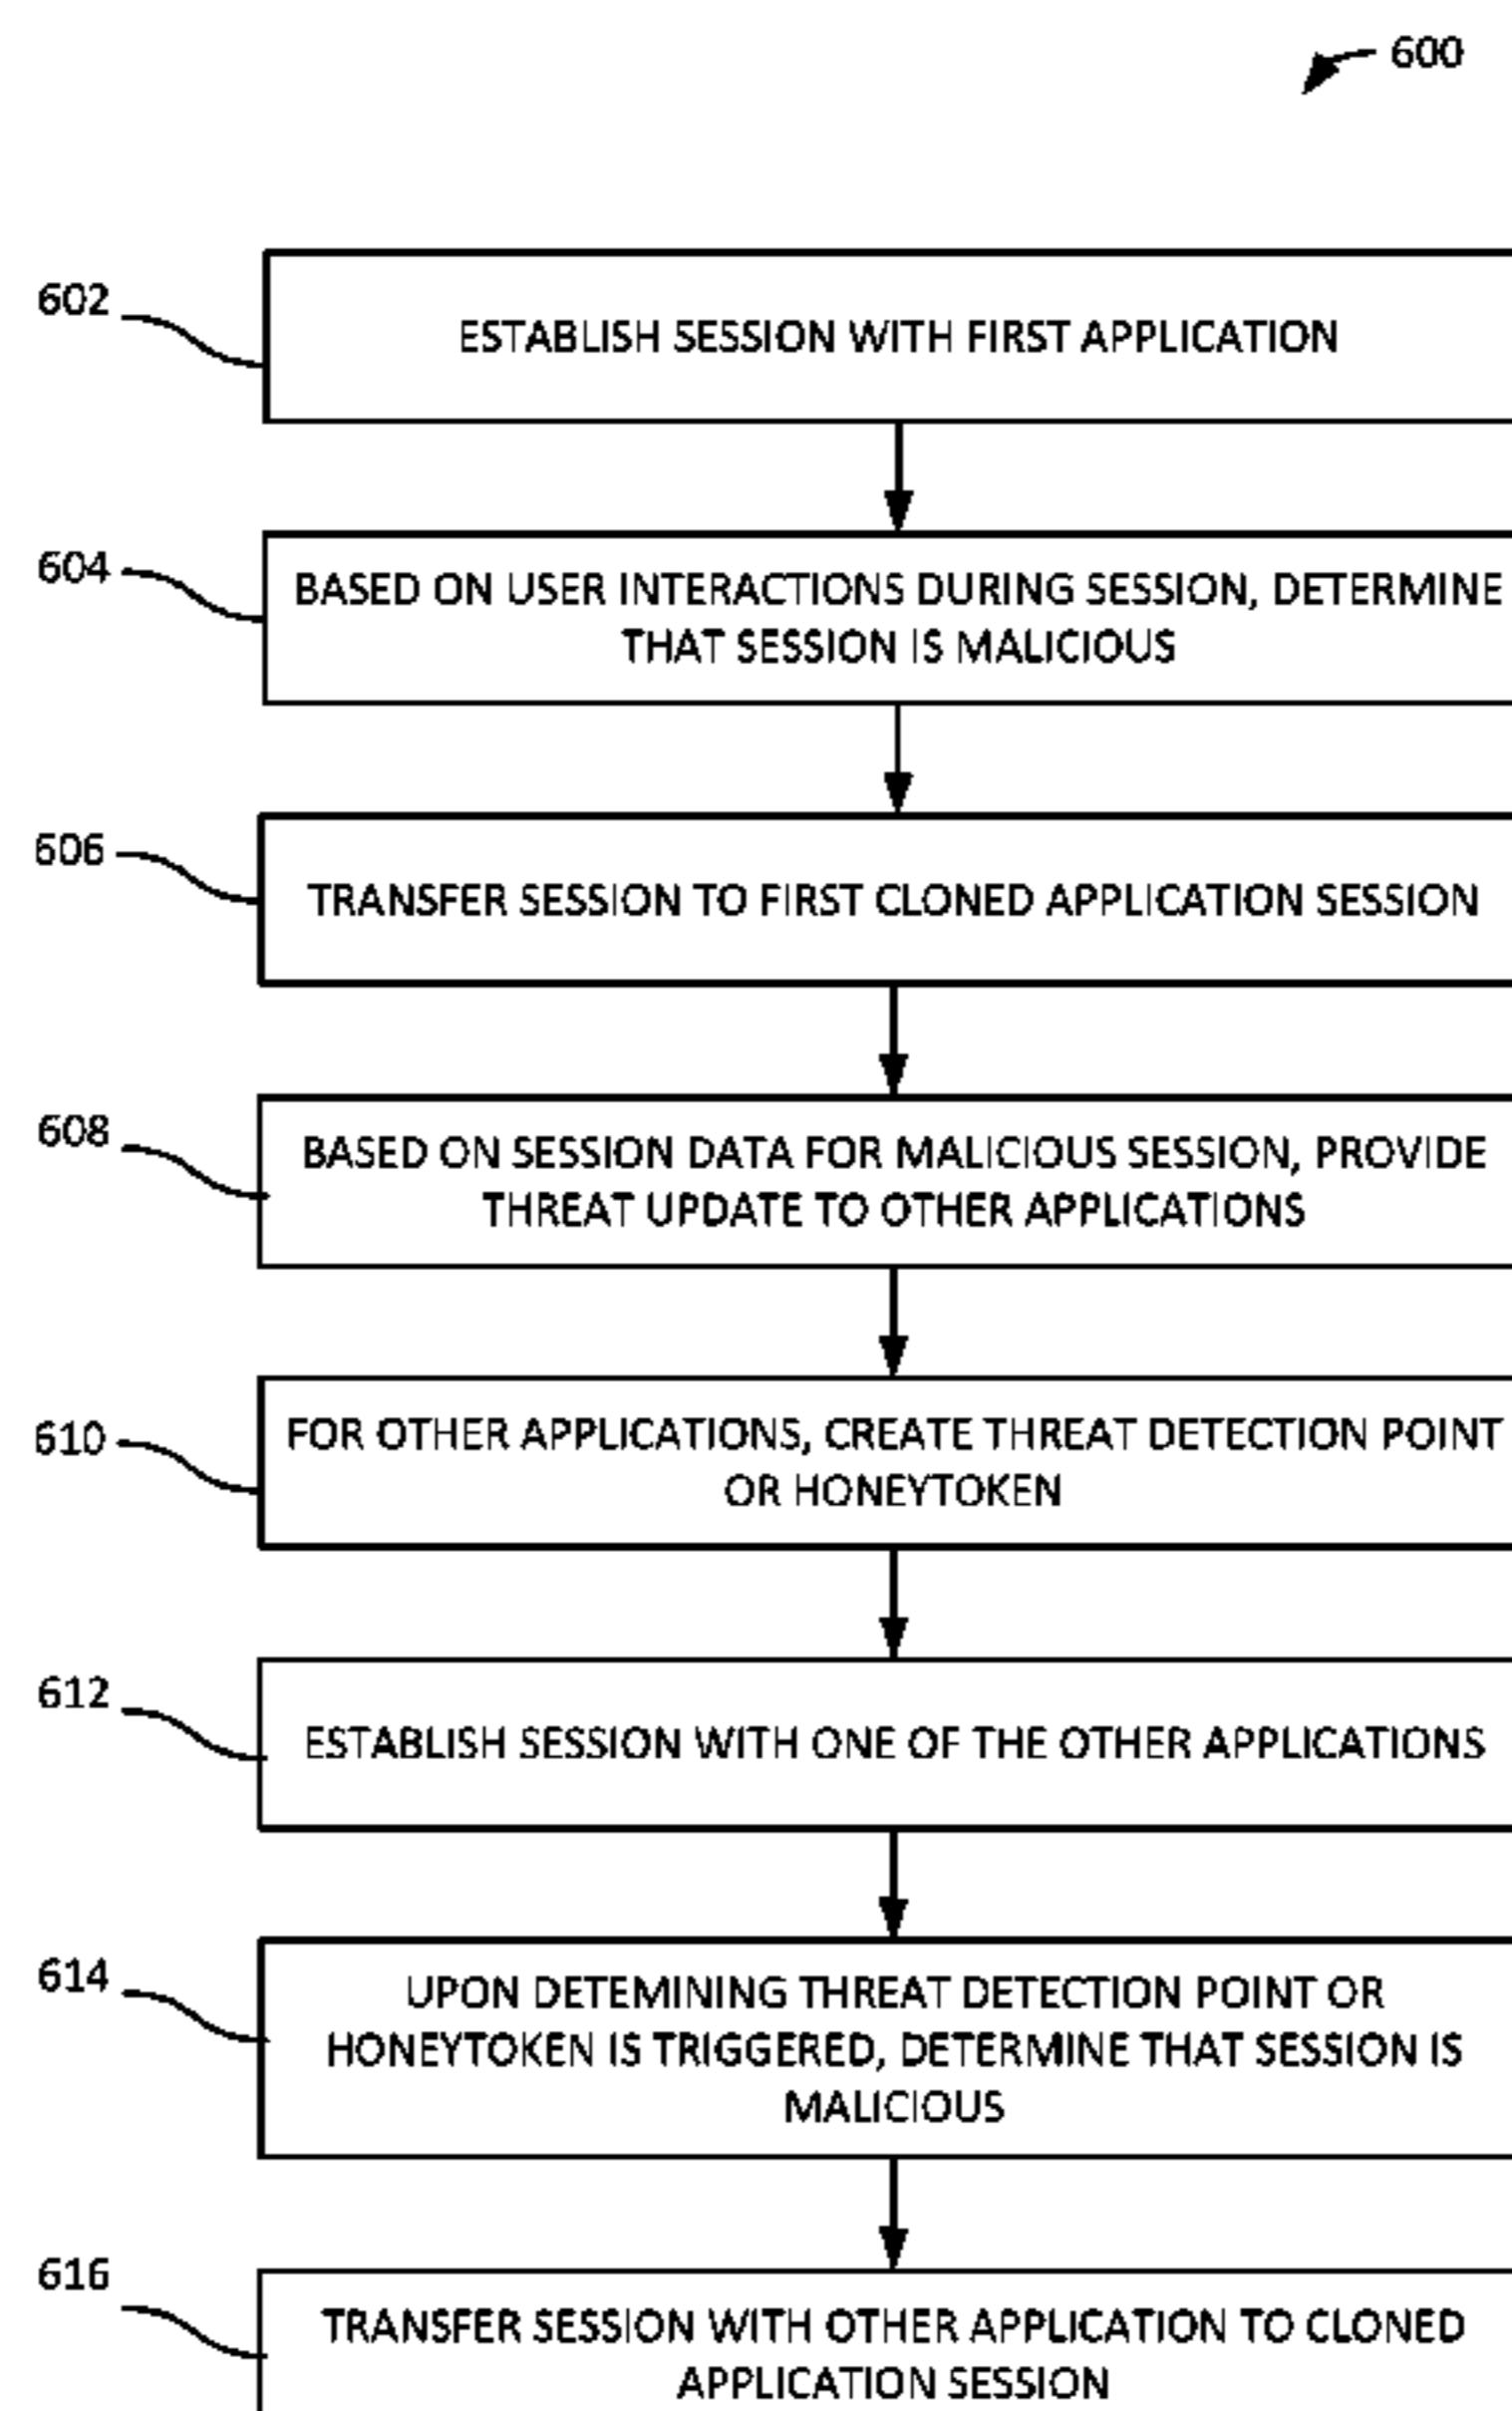 600
602
ESTABLISH SESSION WITH FIRST APPLICATION
604
BASED ON USER INTERACTIONS DURING SESSION, DETERMINE
THAT SESSION IS MALICIOUS
606
TRANSFER SESSION TO FIRST CLONED APPLICATION SESSION
608
BASED ON SESSION DATA FOR MALICIOUS SESSION, PROVIDE
THREAT UPDATE TO OTHER APPLICATIONS
610
FOR OTHER APPLICATIONS, CREATE THREAT DETECTION POINT
OR HONEYTOKEN
612
ESTABLISH SESSION WITH ONE OF THE OTHER APPLICATIONS
614
UPON DETEMINING THREAT DETECTION POINT OR
HONEYTOKEN IS TRIGGERED, DETERMINE THAT SESSION IS
MALICIOUS
616
TRANSFER SESSION WITH OTHER APPLICATION TO CLONED
APPLICATION SESSION